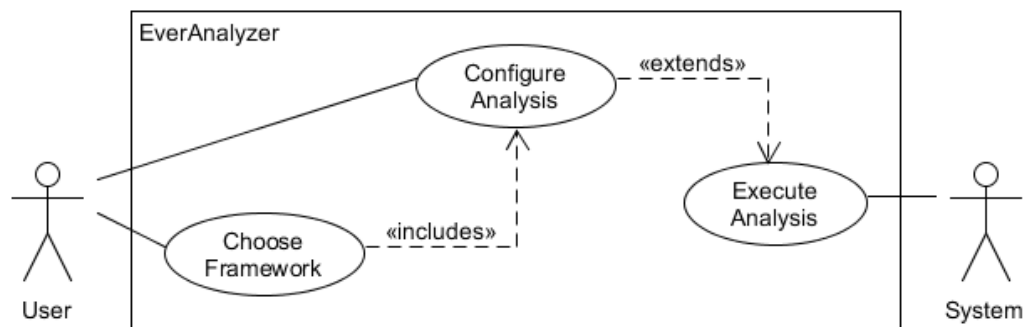 EverAnalyzer
Configure
Analysis
«extends»
Execute
Analysis
Choose
Framework
«includes»
User
System